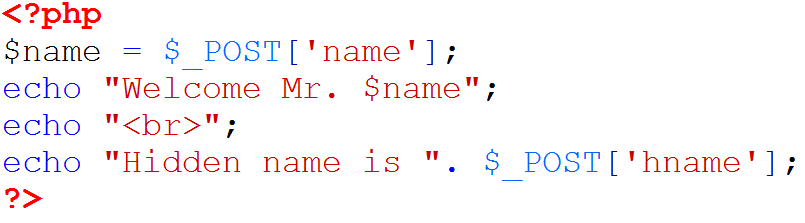 <?php
$name = $_POST['name'];
echo "Welcome Mr. $name";
echo "<br>";
echo "Hidden name is ". $_POST['hname'];
?>